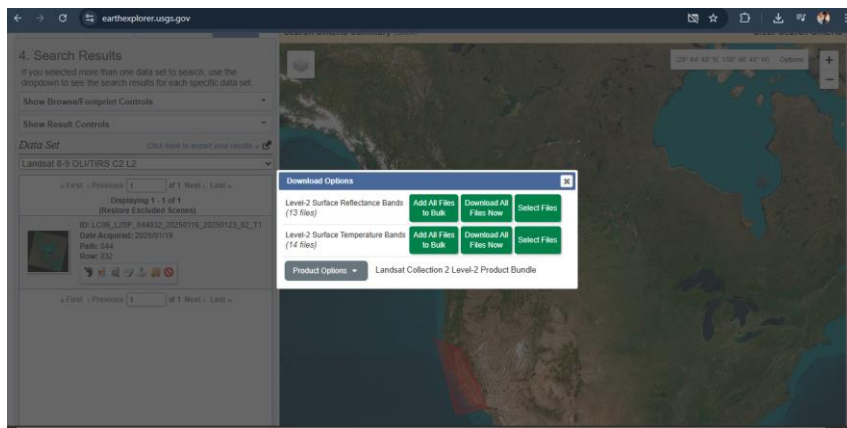 earthexplorer.usgs.gov
4. Search Results
If you selected more than one data set to search, use the
dropdown to see the search results for each specific data set.
Show Browse/Footprint Controls
Show Result Controls
Data Set
Click here to export your results »
Landsat 8-9 OLI/TIRS C2 L2
« First ‹ Previous 1 of 1 Next › Last »
Displaying 1 - 1 of 1
(Restore Excluded Scenes)
ID: LC08_L2SP_044032_20250118_20250123_02_T1
Date Acquired: 2025/01/18
Path: 044
Row: 032
« First ‹ Previous 1 of 1 Next › Last »
Options
+
-
Download Options
Level-2 Surface Reflectance Bands
(13 files)
Add All Files
to Bulk
Download All
Files Now
Select Files
Level-2 Surface Temperature Bands
(14 files)
Add All Files
to Bulk
Download All
Files Now
Select Files
Product Options
Landsat Collection 2 Level-2 Product Bundle